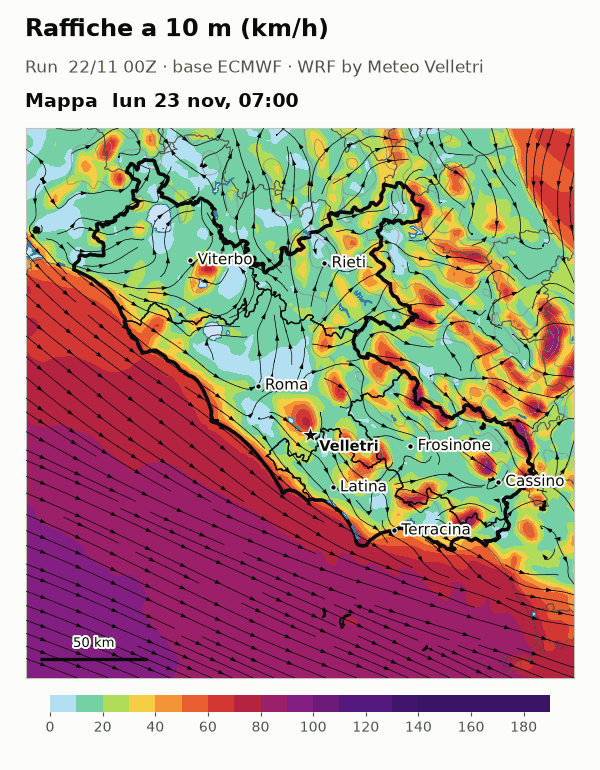 Raffiche a 10 m (km/h)
Run  22/11 00Z · base ECMWF · WRF by Meteo Velletri
Mappa  lun 23 nov, 07:00
Viterbo
Rieti
Roma
Velletri
Frosinone
Cassino
Latina
Terracina
50 km
0 20 40 60 80 100 120 140 160 180